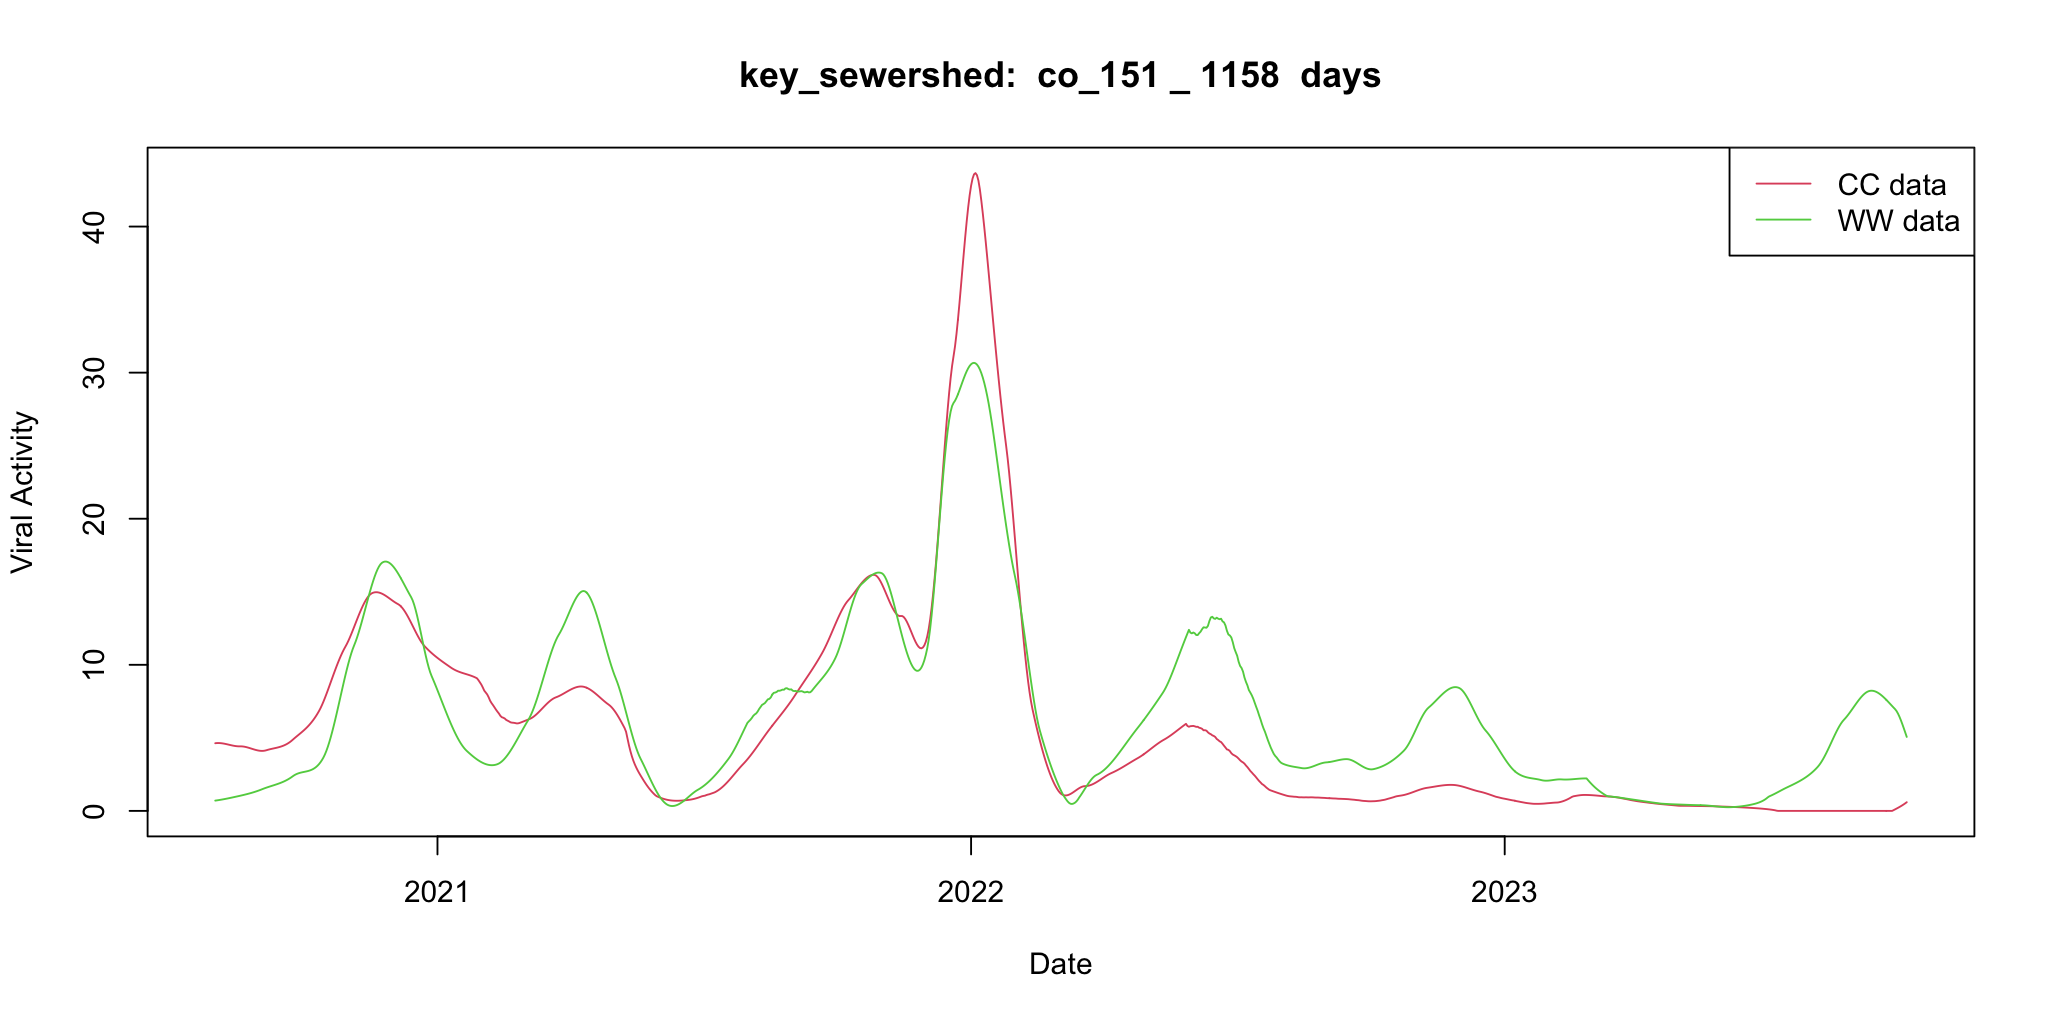 key_sewershed: co_151 _ 1158 days
CC data
WW data
Viral Activity
40
30
20
10
0
2021
2022
2023
Date